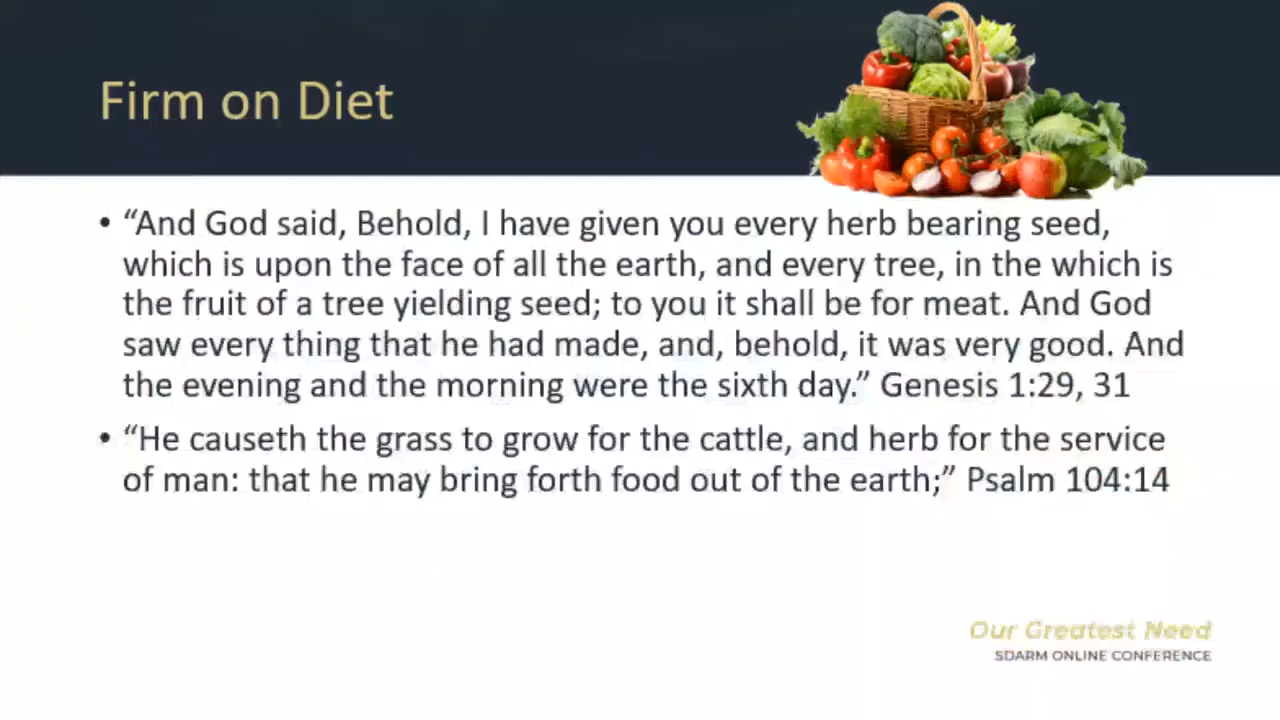 Firm on Diet
• “And God said, Behold, I have given you every herb bearing seed,
which is upon the face of all the earth, and every tree, in the which is
the fruit of a tree yielding seed; to you it shall be for meat. And God
saw every thing that he had made, and, behold, it was very good. And
the evening and the morning were the sixth day.” Genesis 1:29, 31
• “He causeth the grass to grow for the cattle, and herb for the service
of man: that he may bring forth food out of the earth;” Psalm 104:14
Our Greatest Need
SDARM ONLINE CONFERENCE